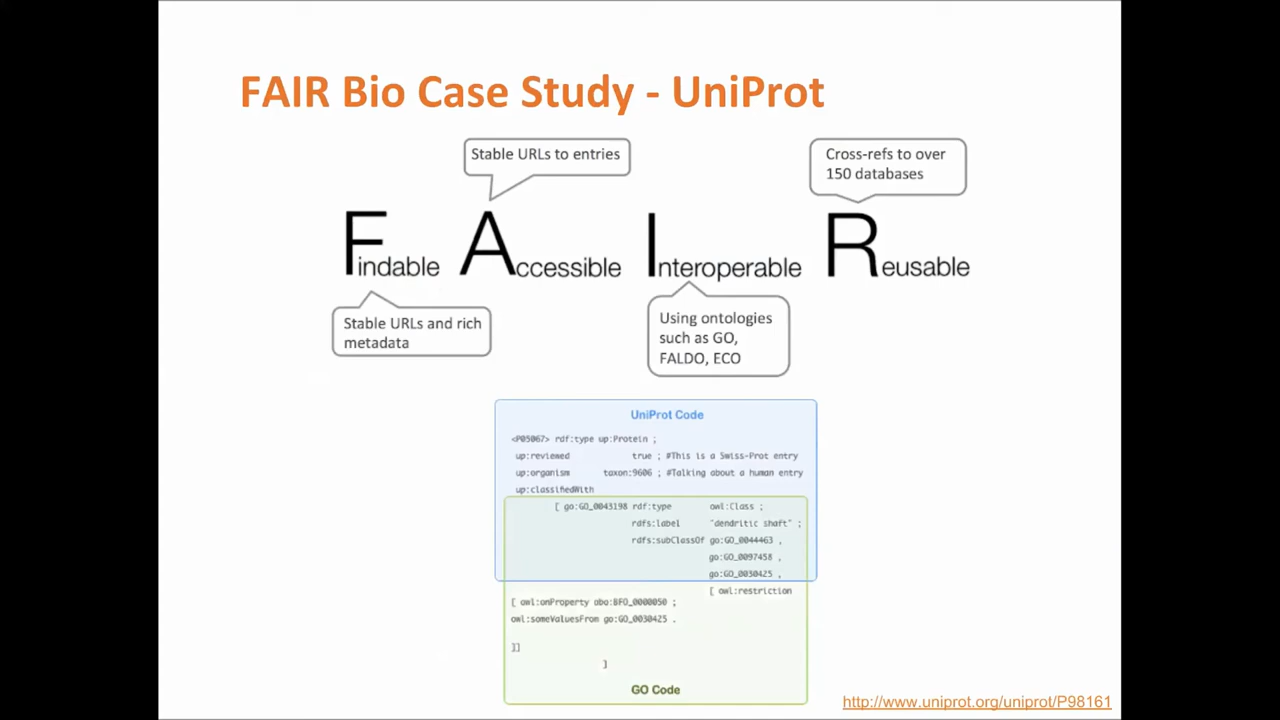 FAIR Bio Case Study - UniProt
Stable URLs to entries
Cross-refs to over
150 databases
Findable Accessible Interoperable Reusable
Stable URLs and rich
metadata
Using ontologies
such as GO,
FALDO, ECO
UniProt Code
<P05067> rdf:type up:Protein ;
up:reviewed true ; #This is a Swiss-Prot entry
up:organism taxon:9606 ; #Talking about a human entry
up:classifiedWith
[ go:GO_0043198 rdf:type owl:Class ;
rdfs:label "dendritic shaft" ;
rdfs:subClassOf go:GO_0044463 ,
go:GO_0097458 ,
go:GO_0030425 ,
[ owl:restriction
[ owl:onProperty obo:BFO_0000050 ;
owl:someValuesFrom go:GO_0030425 .
]]
]
GO Code
http://www.uniprot.org/uniprot/P98161